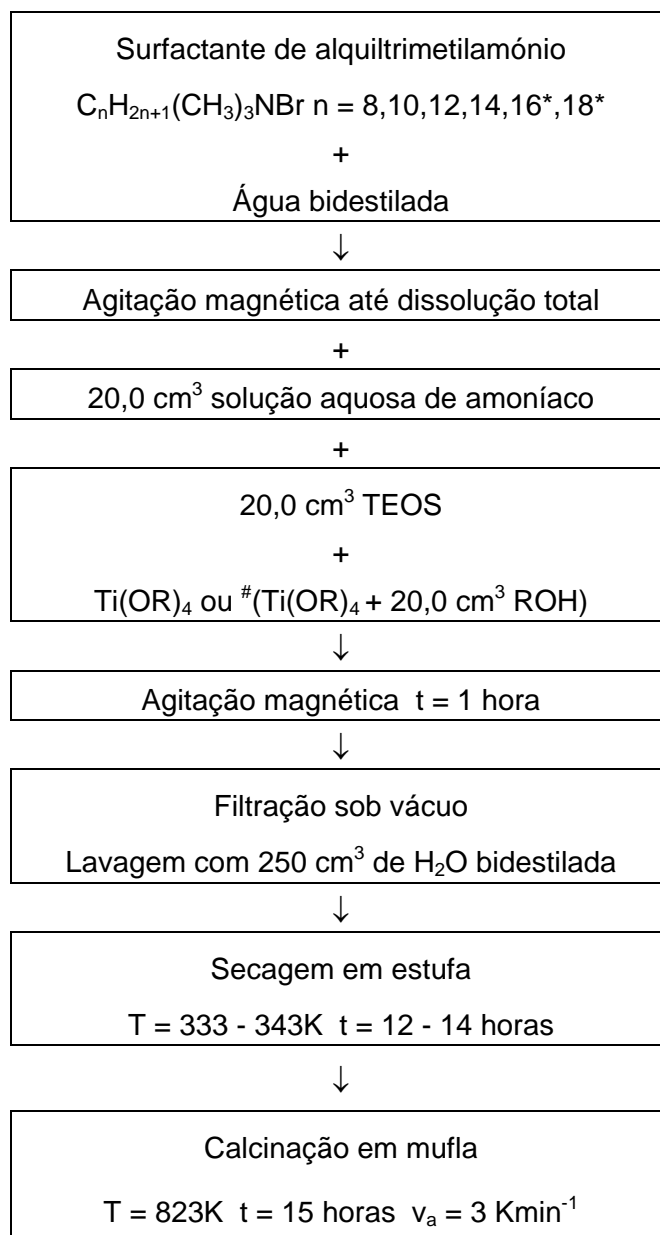 Surfactante de alquiltrimetilamónio
CₙH₂ₙ₊₁(CH₃)₃NBr n = 8,10,12,14,16*,18*
+
Água bidestilada
↓
Agitação magnética até dissolução total
+
20,0 cm³ solução aquosa de amoníaco
+
20,0 cm³ TEOS
+
Ti(OR)₄ ou #(Ti(OR)₄ + 20,0 cm³ ROH)
↓
Agitação magnética t = 1 hora
↓
Filtração sob vácuo
Lavagem com 250 cm³ de H₂O bidestilada
↓
Secagem em estufa
T = 333 - 343K t = 12 - 14 horas
↓
Calcinação em mufla
T = 823K t = 15 horas vₐ = 3 Kmin⁻¹